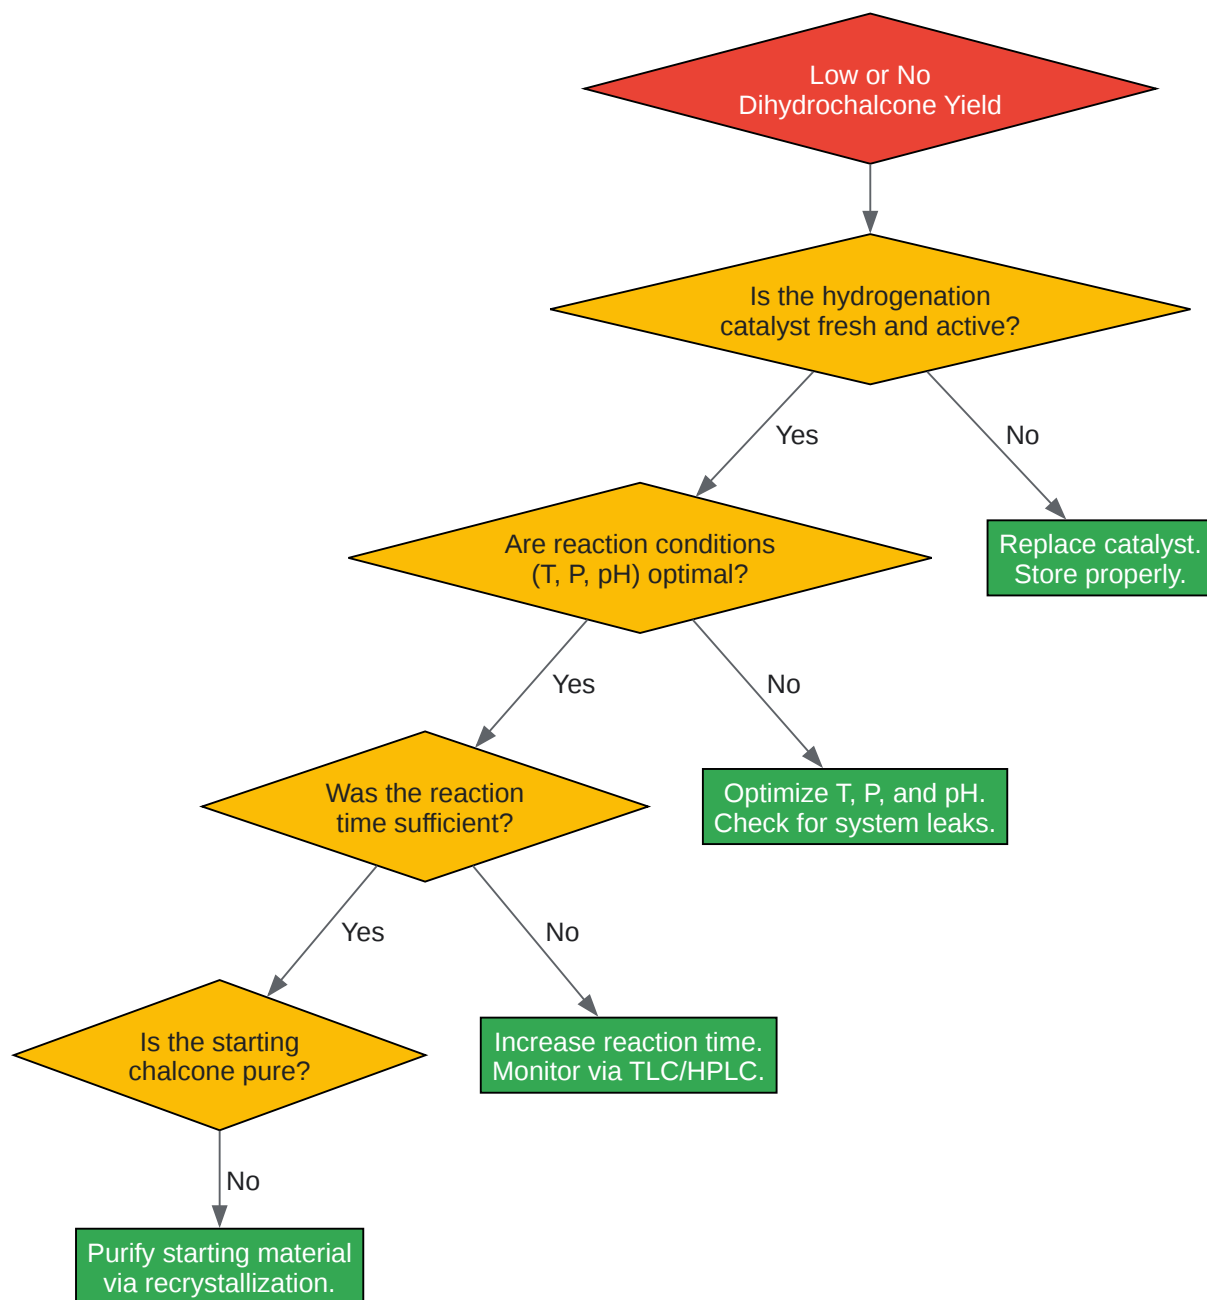 Low or No
Dihydrochalcone Yield
Is the hydrogenation
catalyst fresh and active?
Yes
No
Are reaction conditions
(T, P, pH) optimal?
Replace catalyst.
Store properly.
Yes
No
Was the reaction
time sufficient?
Optimize T, P, and pH.
Check for system leaks.
Yes
No
Is the starting
chalcone pure?
Increase reaction time.
Monitor via TLC/HPLC.
No
Purify starting material
via recrystallization.